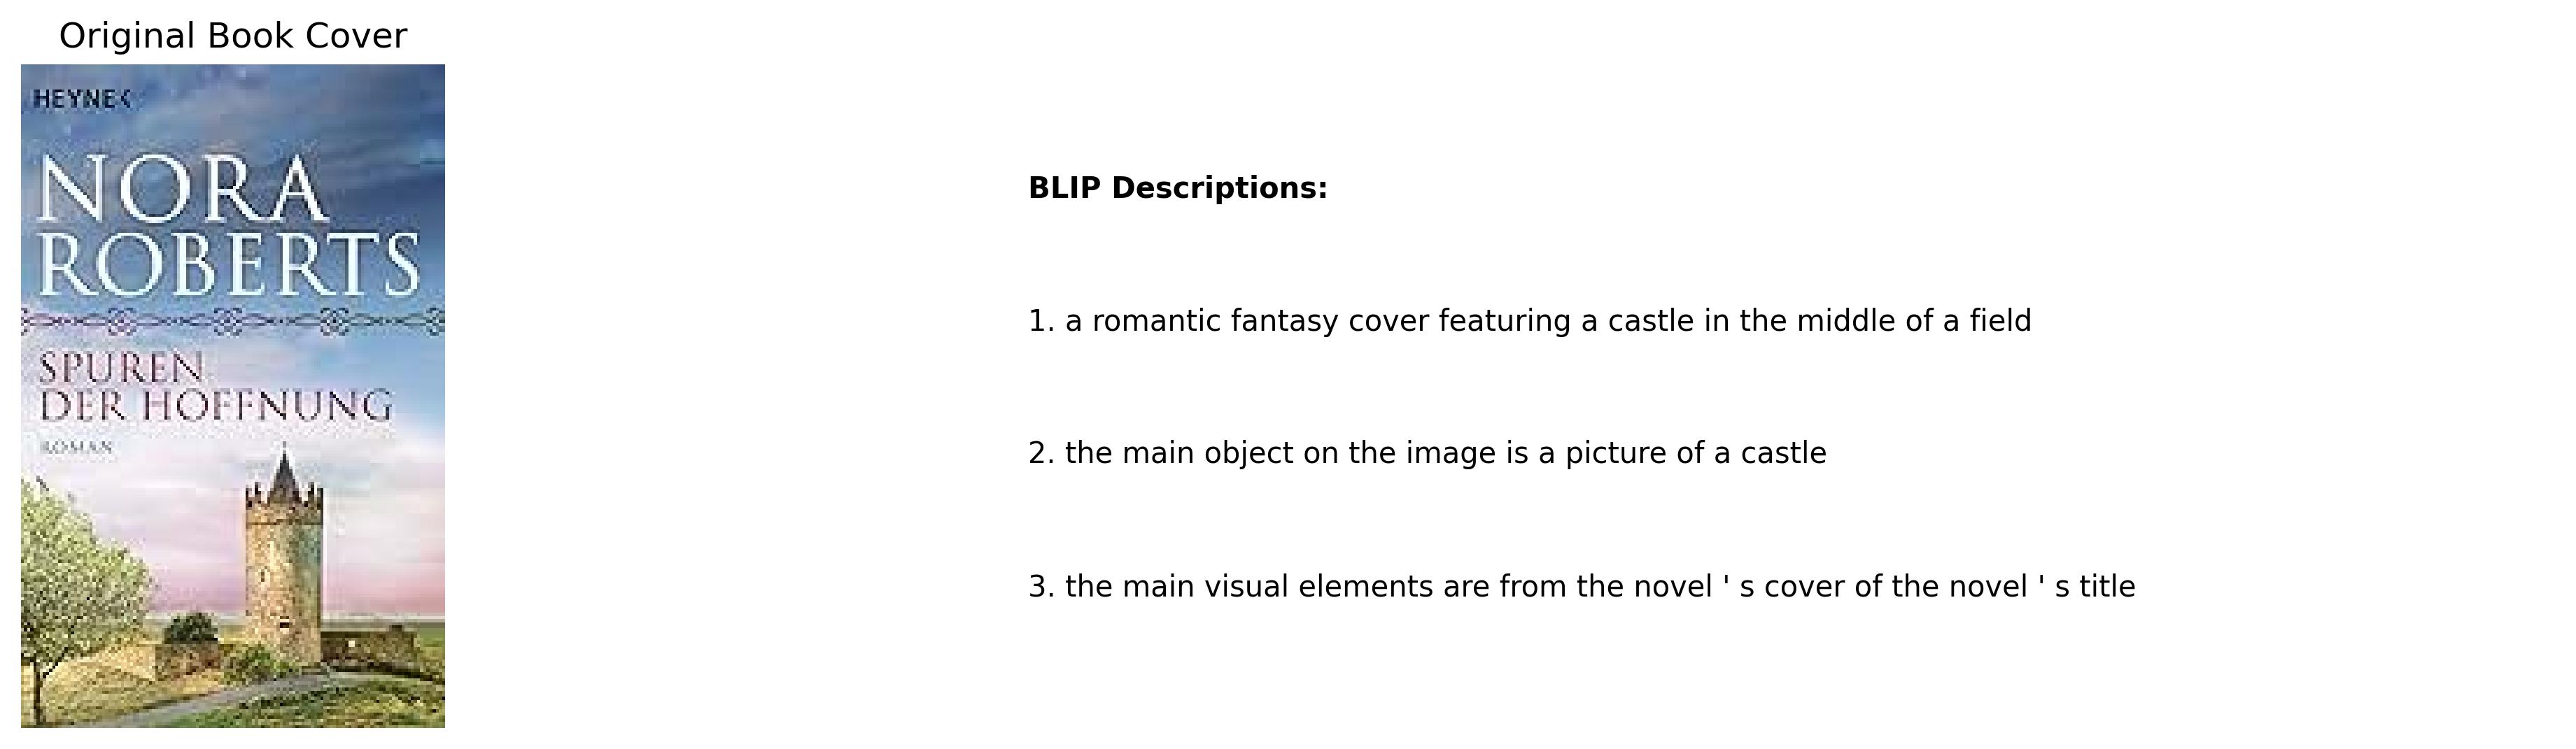 Original Book Cover
HEYNE<
NORA
ROBERTS
SPUREN
DER HOFFNUNG
ROMAN
BLIP Descriptions:
1. a romantic fantasy cover featuring a castle in the middle of a field
2. the main object on the image is a picture of a castle
3. the main visual elements are from the novel ' s cover of the novel ' s title